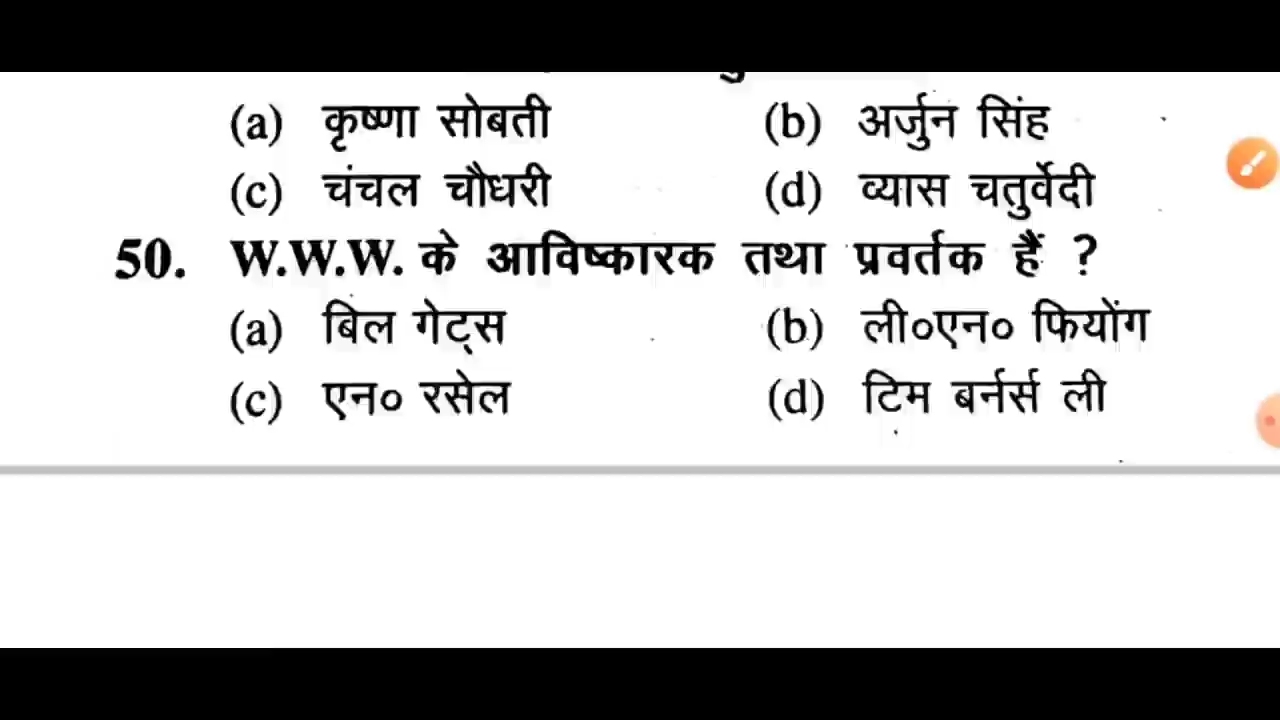 (a) कृष्णा सोबती (b) अर्जुन सिंह
(c) चंचल चौधरी (d) व्यास चतुर्वेदी
50. W.W.W. के आविष्कारक तथा प्रवर्तक हैं ?
(a) बिल गेट्स (b) ली०एन० फियोंग
(c) एन० रसेल (d) टिम बर्नर्स ली